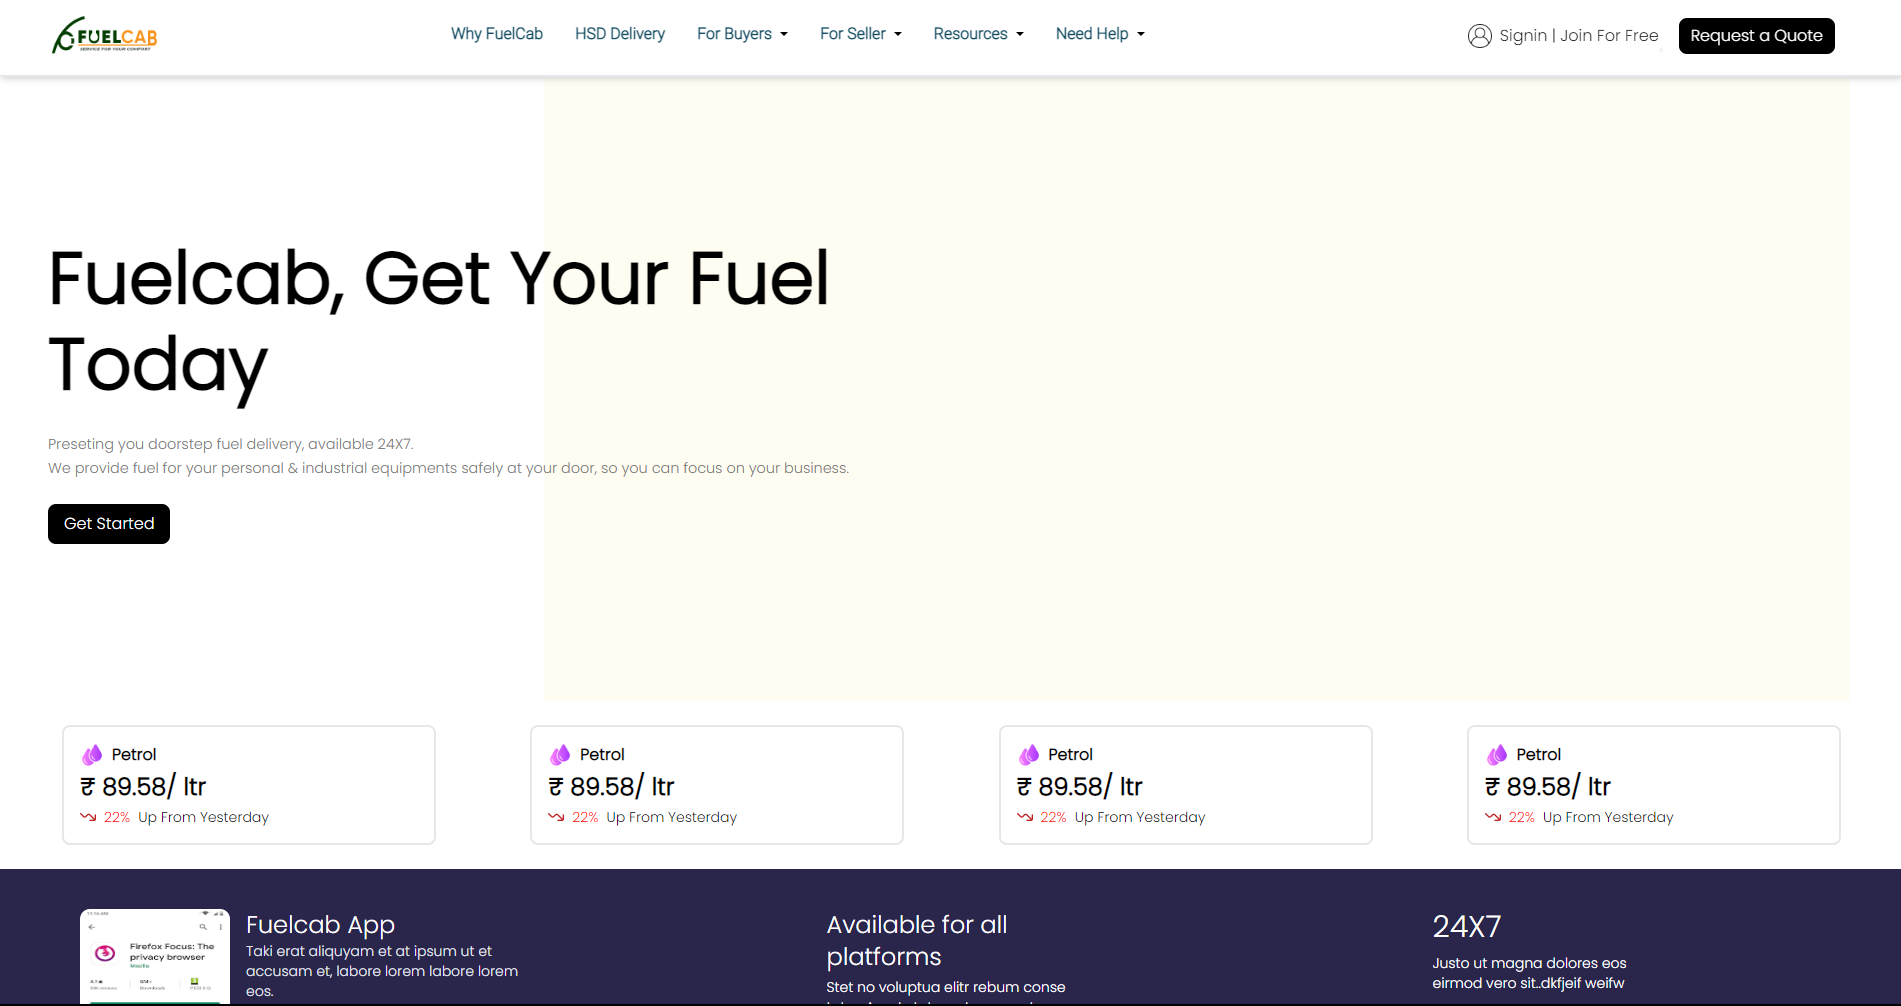 FUELCAB
SERVICE FOR YOUR COMFORT
Why FuelCab
HSD Delivery
For Buyers
For Seller
Resources
Need Help
Signin | Join For Free
Request a Quote
Fuelcab, Get Your Fuel
Today
Preseting you doorstep fuel delivery, available 24X7.
We provide fuel for your personal & industrial equipments safely at your door, so you can focus on your business.
Get Started
Petrol
₹ 89.58/ ltr
22% Up From Yesterday
Petrol
₹ 89.58/ ltr
22% Up From Yesterday
Petrol
₹ 89.58/ ltr
22% Up From Yesterday
Petrol
₹ 89.58/ ltr
22% Up From Yesterday
Firefox Focus: The
privacy browser
Mozilla
Fuelcab App
Taki erat aliquyam et at ipsum ut et
accusam et, labore lorem labore lorem
eos.
Available for all
platforms
Stet no voluptua elitr rebum conse
24X7
Justo ut magna dolores eos
eirmod vero sit..dkfjeif weifw